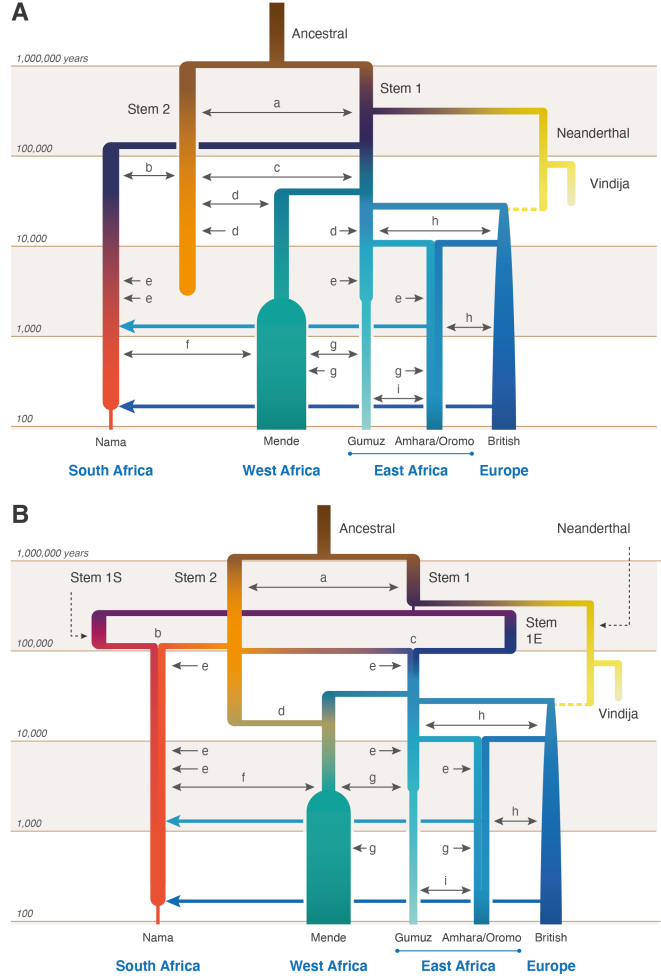 A
Ancestral
1,000,000 years
Stem 1
Stem 2
a
Neanderthal
100,000
b
c
Vindija
d
d
d
h
10,000
e
e
e
e
h
1,000
f
g
g
g
i
100
Nama
Mende
Gumuz
Amhara/Oromo
British
South Africa
West Africa
East Africa
Europe
B
Ancestral
Neanderthal
1,000,000 years
Stem 1S
Stem 2
a
Stem 1
Stem
1E
b
c
100,000
e
e
Vindija
d
h
10,000
e
e
e
e
f
g
h
1,000
g
g
i
100
Nama
Mende
Gumuz
Amhara/Oromo
British
South Africa
West Africa
East Africa
Europe